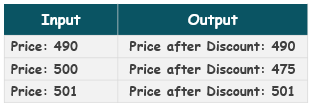 Input Output
Price: 490 Price after Discount: 490
Price: 500 Price after Discount: 475
Price: 501 Price after Discount: 501